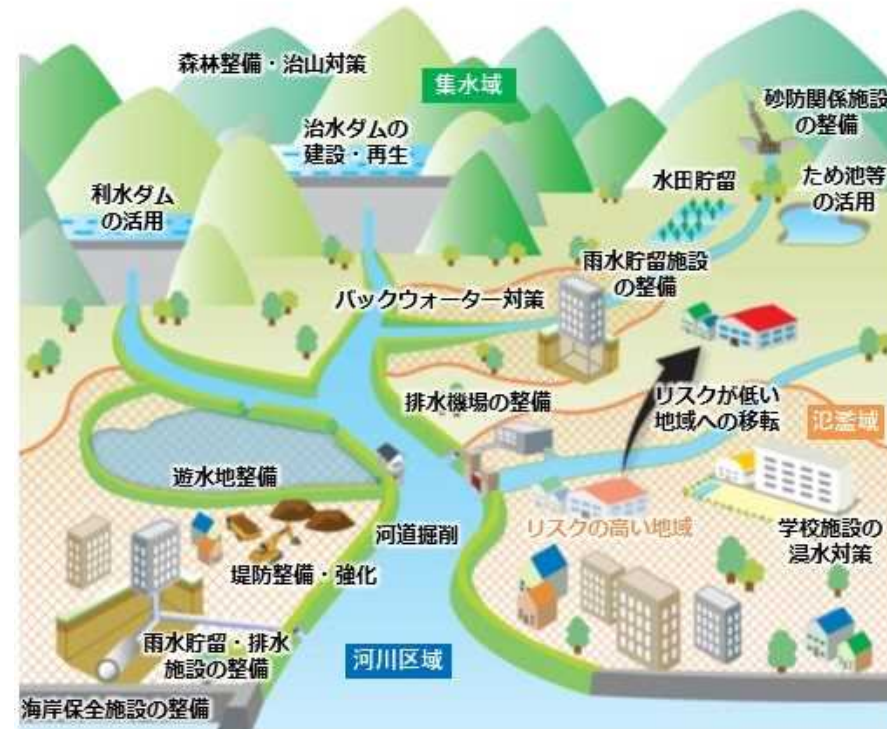 森林整備・治山対策
集水域
砂防関係施設
の整備
治水ダムの
建設・再生
水田貯留
ため池等
の活用
利水ダム
の活用
雨水貯留施設
の整備
バックウォーター対策
排水機場の整備
リスクが低い
地域への移転
氾濫域
遊水地整備
河道掘削
リスクの高い地域
学校施設の
浸水対策
堤防整備・強化
雨水貯留・排水
施設の整備
河川区域
海岸保全施設の整備